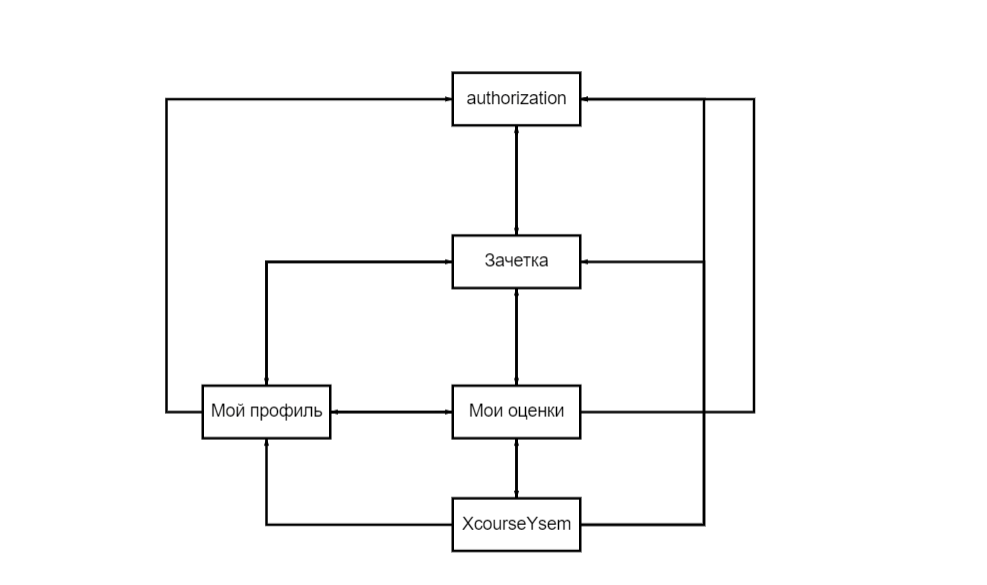 authorization
Зачетка
Мой профиль
Мои оценки
XcourseYsem